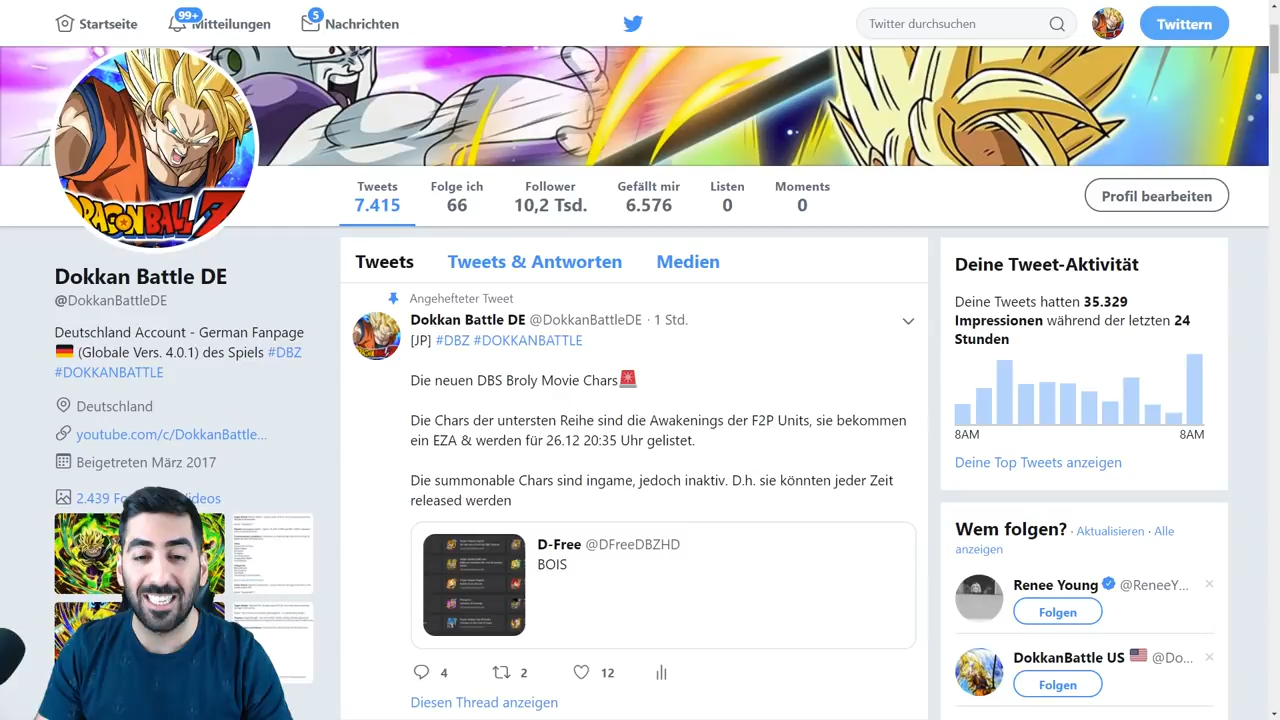 Startseite
99+
Mitteilungen
5
Nachrichten
Twitter durchsuchen
Twittern
DRAGON BALL Z
Tweets
7.415
Folge ich
66
Follower
10,2 Tsd.
Gefällt mir
6.576
Listen
0
Moments
0
Profil bearbeiten
Dokkan Battle DE
@DokkanBattleDE
Deutschland Account - German Fanpage
(Globale Vers. 4.0.1) des Spiels #DBZ
#DOKKANBATTLE
Deutschland
youtube.com/c/DokkanBattle...
Beigetreten März 2017
2.439
Tweets
Tweets & Antworten
Medien
Angehefteter Tweet
Dokkan Battle DE @DokkanBattleDE · 1 Std.
[JP] #DBZ #DOKKANBATTLE
Die neuen DBS Broly Movie Chars
Die Chars der untersten Reihe sind die Awakenings der F2P Units, sie bekommen
ein EZA & werden für 26.12 20:35 Uhr gelistet.
Die summonable Chars sind ingame, jedoch inaktiv. D.h. sie könnten jeder Zeit
released werden
D-Free @DFreeDBZHD
BOIS
4
2
12
Diesen Thread anzeigen
Deine Tweet-Aktivität
Deine Tweets hatten 35.329
Impressionen während der letzten 24
Stunden
8AM
8AM
Deine Top Tweets anzeigen
Wem folgen? · Aktualisieren · Alle
anzeigen
Renee Young @Renee...
Folgen
DokkanBattle US @Do...
Folgen